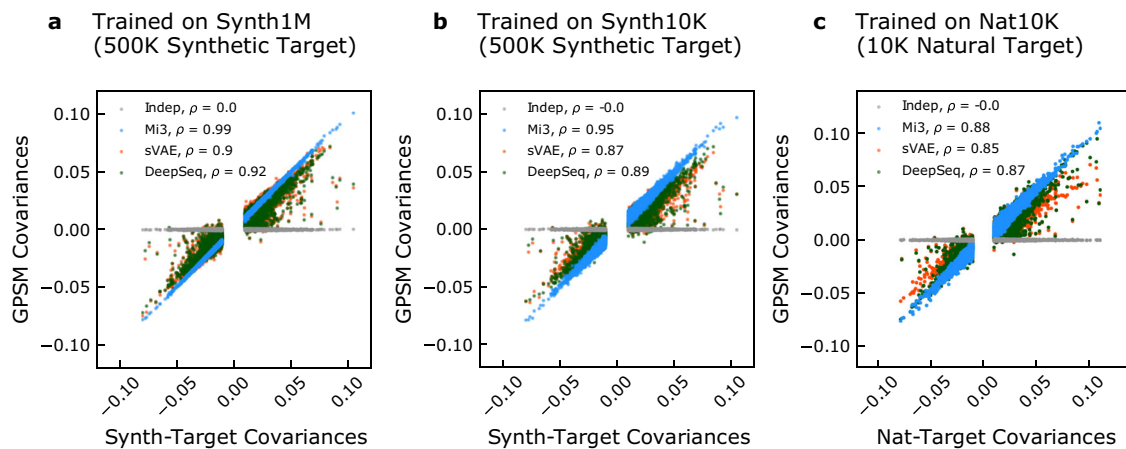 a Trained on Synth1M
(500K Synthetic Target)
GPSM Covariances
0.10
0.05
0.00
−0.05
−0.10
Indep, ρ = 0.0
Mi3, ρ = 0.99
sVAE, ρ = 0.9
DeepSeq, ρ = 0.92
−0.10
−0.05
0.00
0.05
0.10
Synth-Target Covariances
b Trained on Synth10K
(500K Synthetic Target)
GPSM Covariances
0.10
0.05
0.00
−0.05
−0.10
Indep, ρ = -0.0
Mi3, ρ = 0.95
sVAE, ρ = 0.87
DeepSeq, ρ = 0.89
−0.10
−0.05
0.00
0.05
0.10
Synth-Target Covariances
c Trained on Nat10K
(10K Natural Target)
GPSM Covariances
0.10
0.05
0.00
−0.05
−0.10
Indep, ρ = -0.0
Mi3, ρ = 0.88
sVAE, ρ = 0.85
DeepSeq, ρ = 0.87
−0.10
−0.05
0.00
0.05
0.10
Nat-Target Covariances